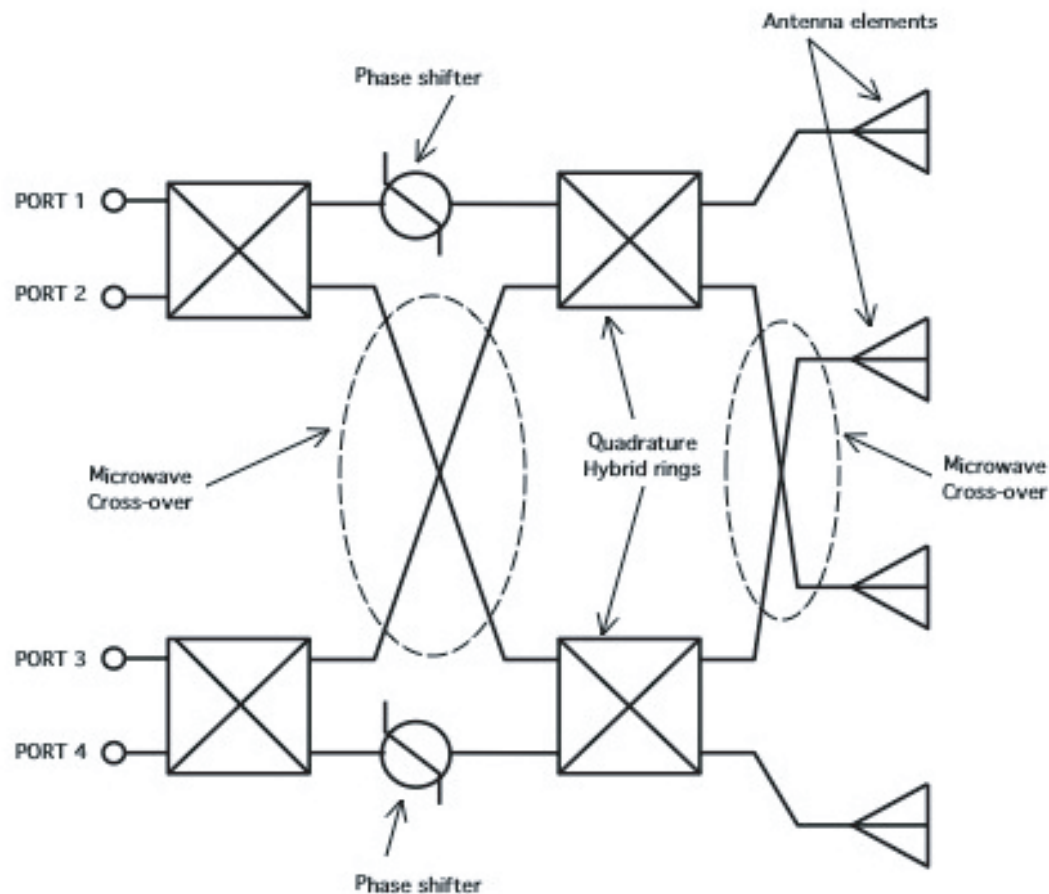 Antenna elements
Phase shifter
PORT 1
PORT 2
Microwave
Cross-over
Quadrature
Hybrid rings
Microwave
Cross-over
PORT 3
PORT 4
Phase shifter